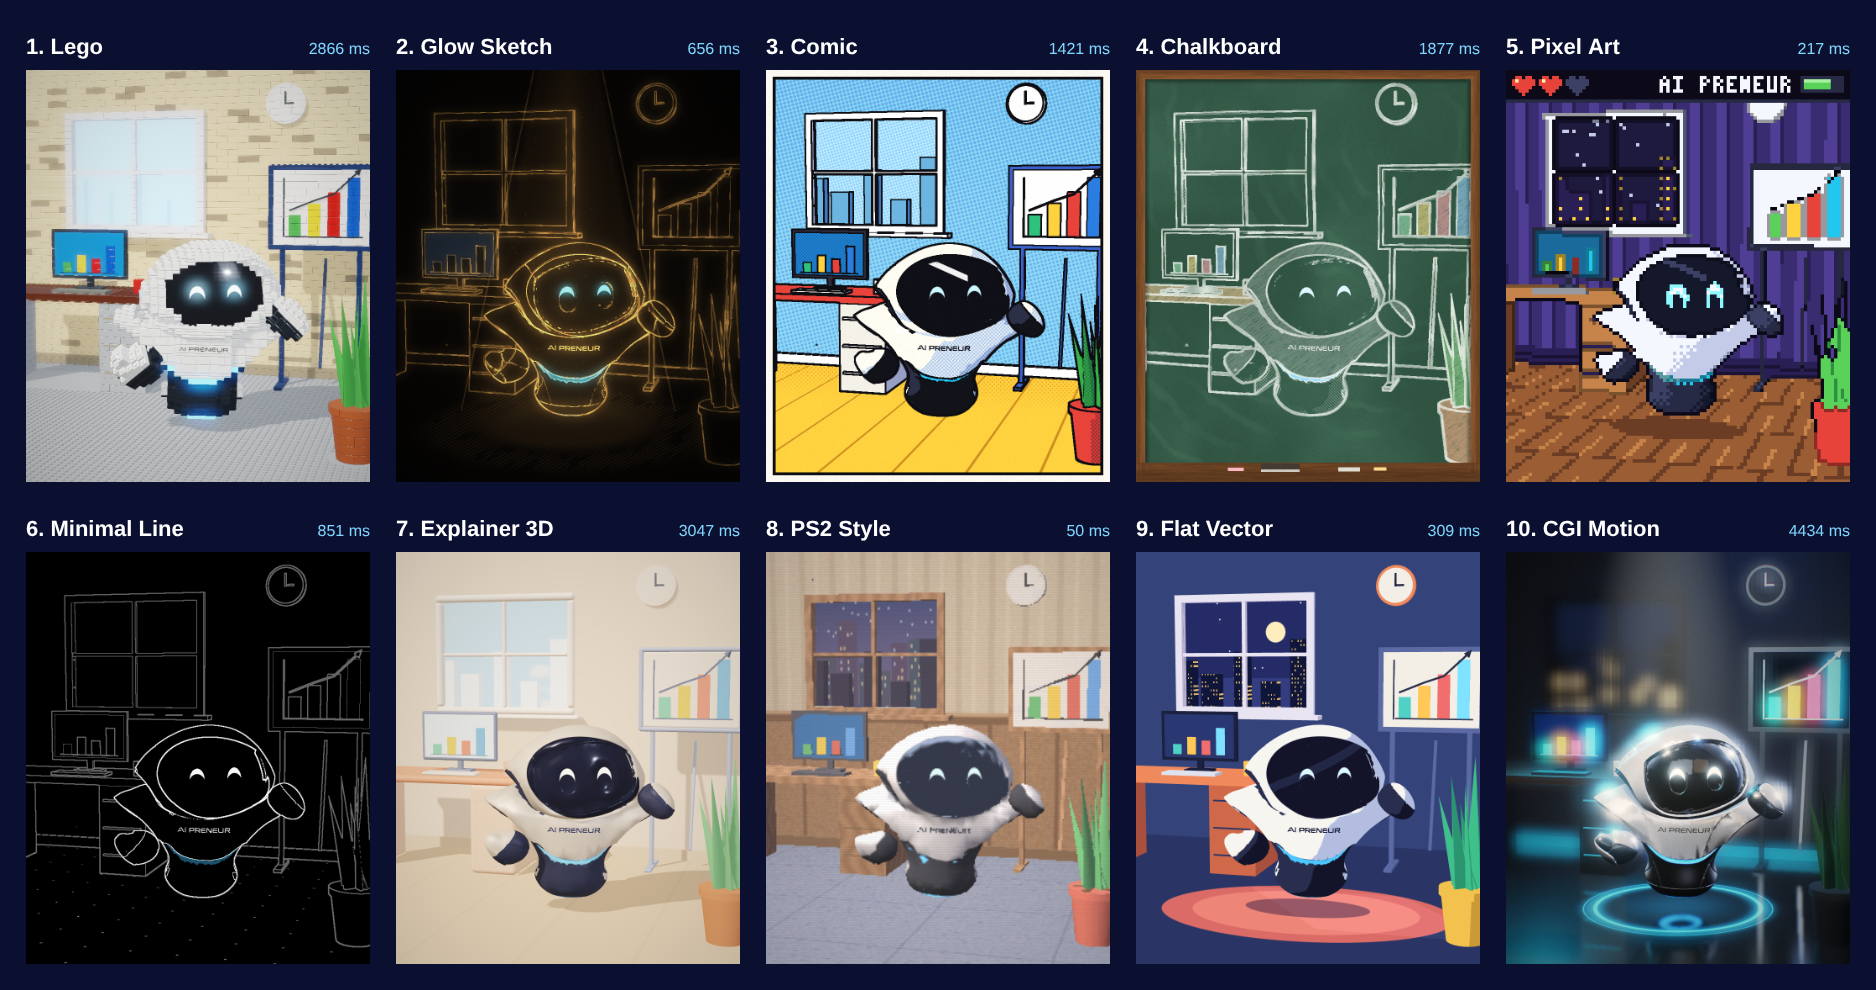 1. Lego 2866 ms
2. Glow Sketch 656 ms
3. Comic 1421 ms
4. Chalkboard 1877 ms
5. Pixel Art 217 ms
AI PRENEUR
AI PRENEUR
AI PRENEUR
AI PRENEUR
AI PRENEUR
6. Minimal Line 851 ms
7. Explainer 3D 3047 ms
8. PS2 Style 50 ms
9. Flat Vector 309 ms
10. CGI Motion 4434 ms
AI PRENEUR
AI PRENEUR
AI PRENEUR
AI PRENEUR
AI PRENEUR